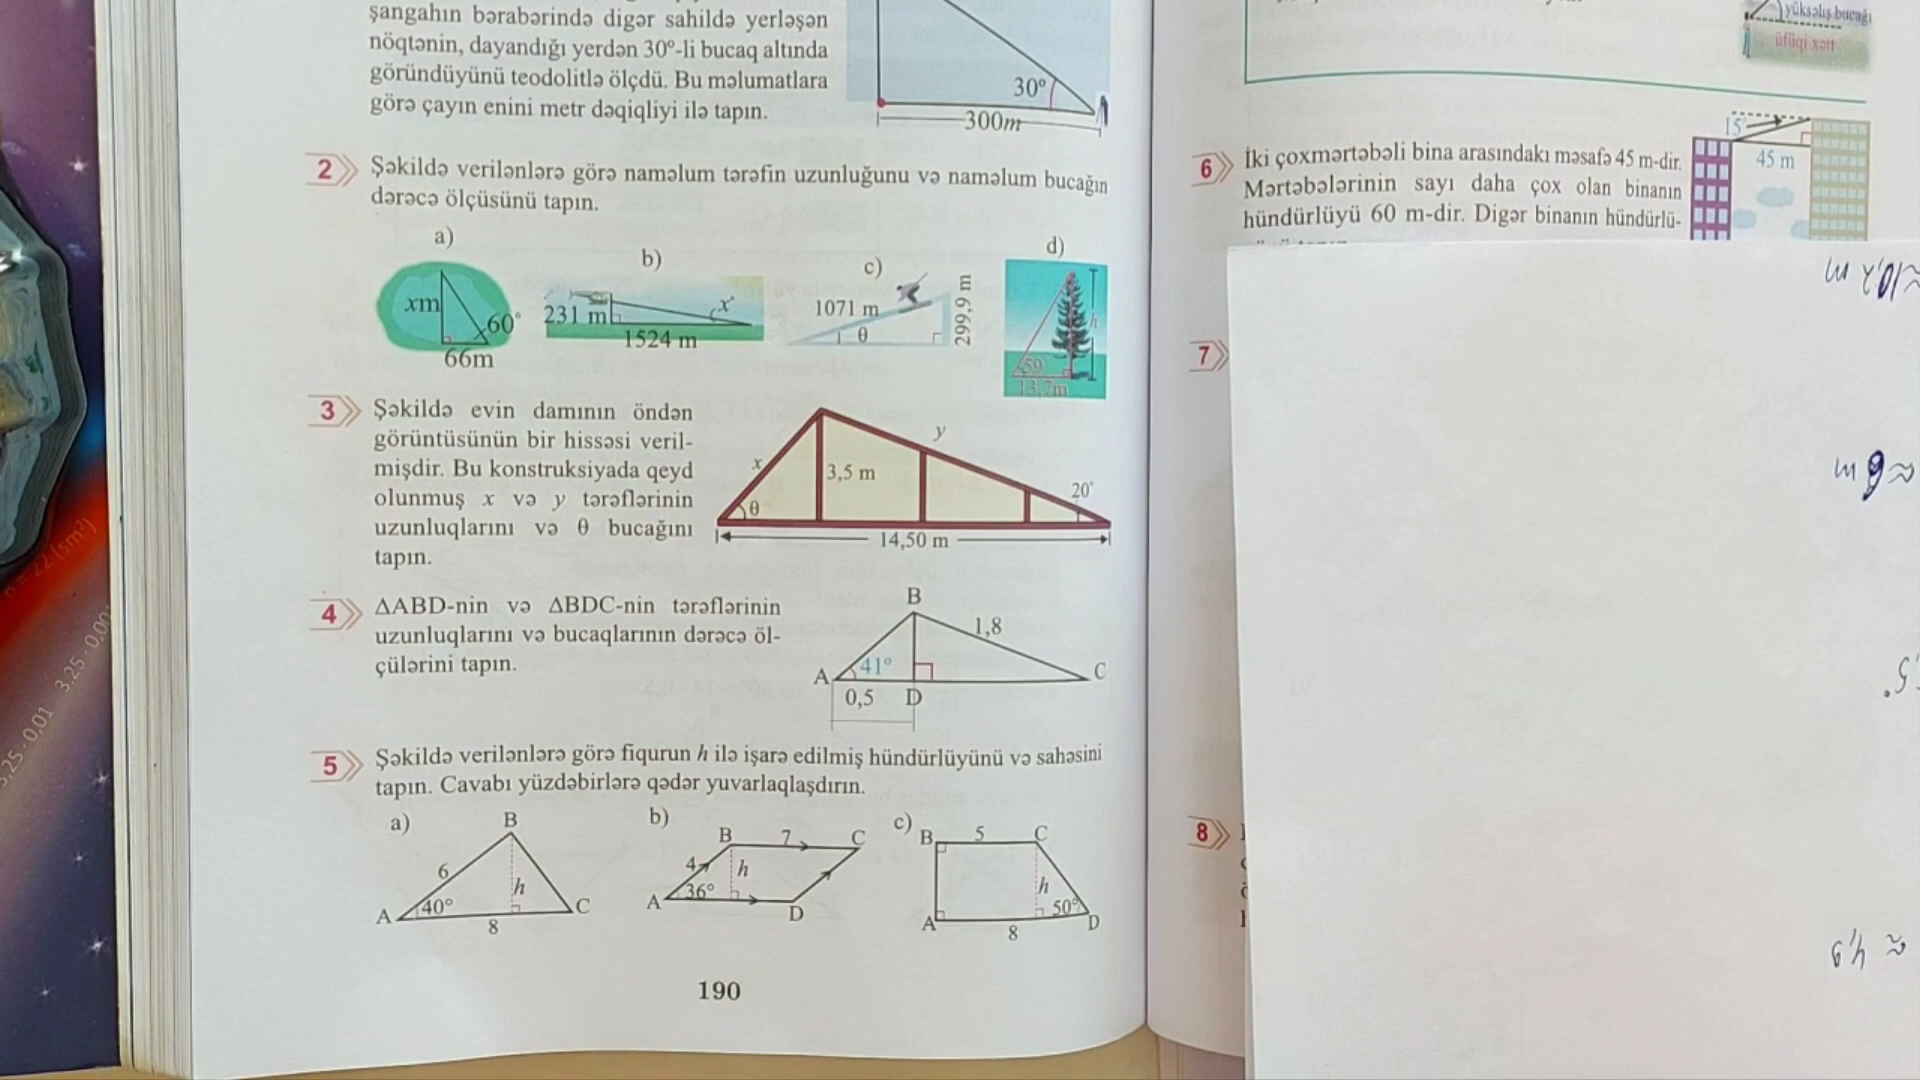 şangahın bərabərində digər sahildə yerləşən
nöqtənin, dayandığı yerdən 30°-li bucaq altında
göründüyünü teodolitlə ölçdü. Bu məlumatlara
görə çayın enini metr dəqiqliyi ilə tapın.
30°
300m
2 Şəkildə verilənlərə görə naməlum tərəfin uzunluğunu və naməlum bucağın
dərəcə ölçüsünü tapın.
a)
xm
60°
66m
b)
231 m
x°
1524 m
c)
1071 m
θ
299,9 m
d)
h
59°
13,7m
3 Şəkildə evin damının öndən
görüntüsünün bir hissəsi veril-
mişdir. Bu konstruksiyada qeyd
olunmuş x və y tərəflərinin
uzunluqlarını və θ bucağını
tapın.
x
y
3,5 m
θ
20°
14,50 m
4 ΔABD-nin və ΔBDC-nin tərəflərinin
uzunluqlarını və bucaqlarının dərəcə öl-
çülərini tapın.
B
1,8
A
41°
C
0,5
D
5 Şəkildə verilənlərə görə fiqurun h ilə işarə edilmiş hündürlüyünü və sahəsini
tapın. Cavabı yüzdəbirlərə qədər yuvarlaqlaşdırın.
a)
B
6
h
A
40°
C
8
b)
B
7
C
4
h
A
36°
D
c)
B
5
C
h
50°
A
8
D
190
yüksəliş bucağı
üfüqi xətt
15°
45 m
6 İki çoxmərtəbəli bina arasındakı məsafə 45 m-dir.
Mərtəbələrinin sayı daha çox olan binanın
hündürlüyü 60 m-dir. Digər binanın hündürlü-
7
8
≈ 4,9
3,25 · 0,01